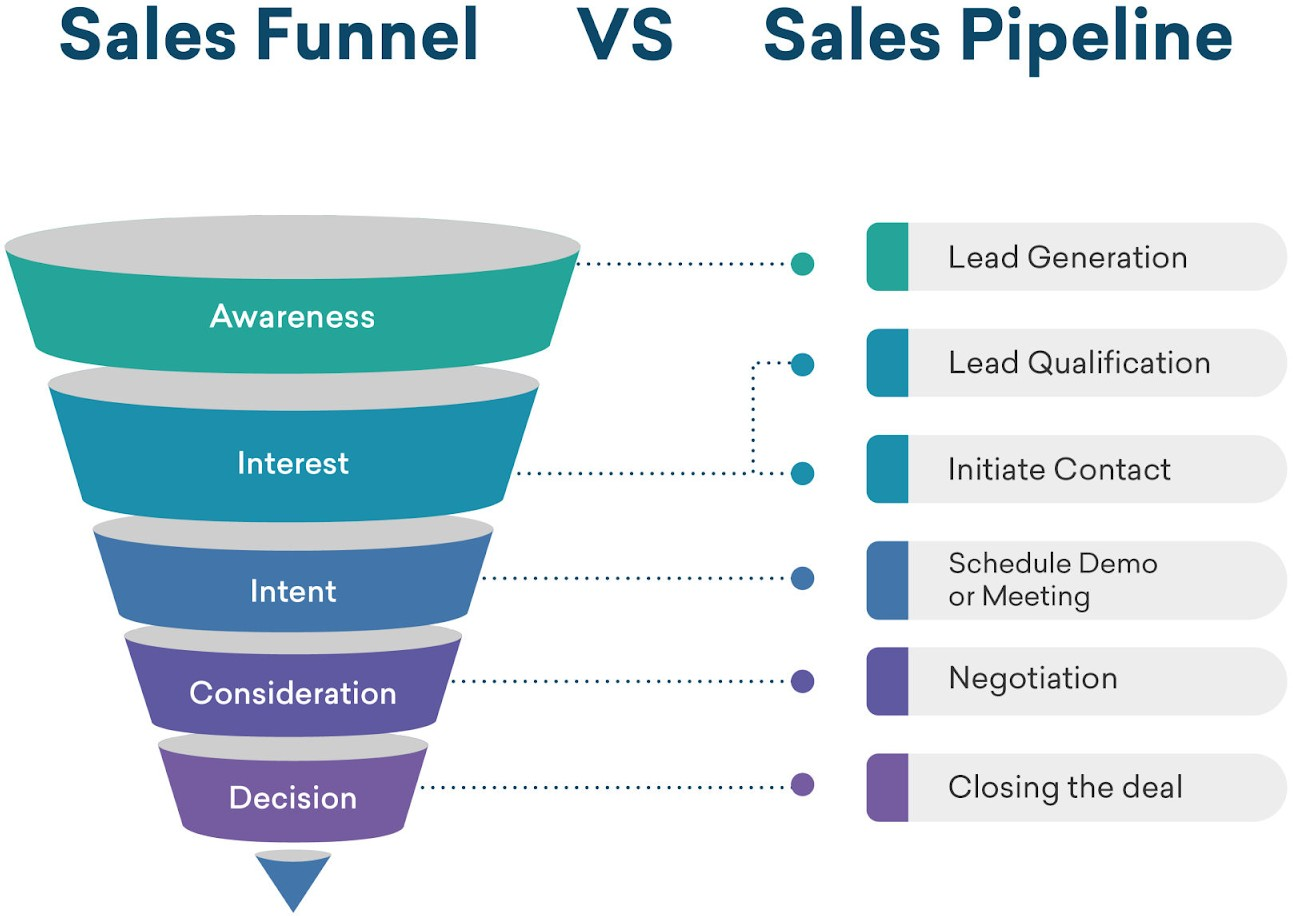 Sales Funnel VS Sales Pipeline
Awareness
Interest
Intent
Consideration
Decision
Lead Generation
Lead Qualification
Initiate Contact
Schedule Demo
or Meeting
Negotiation
Closing the deal